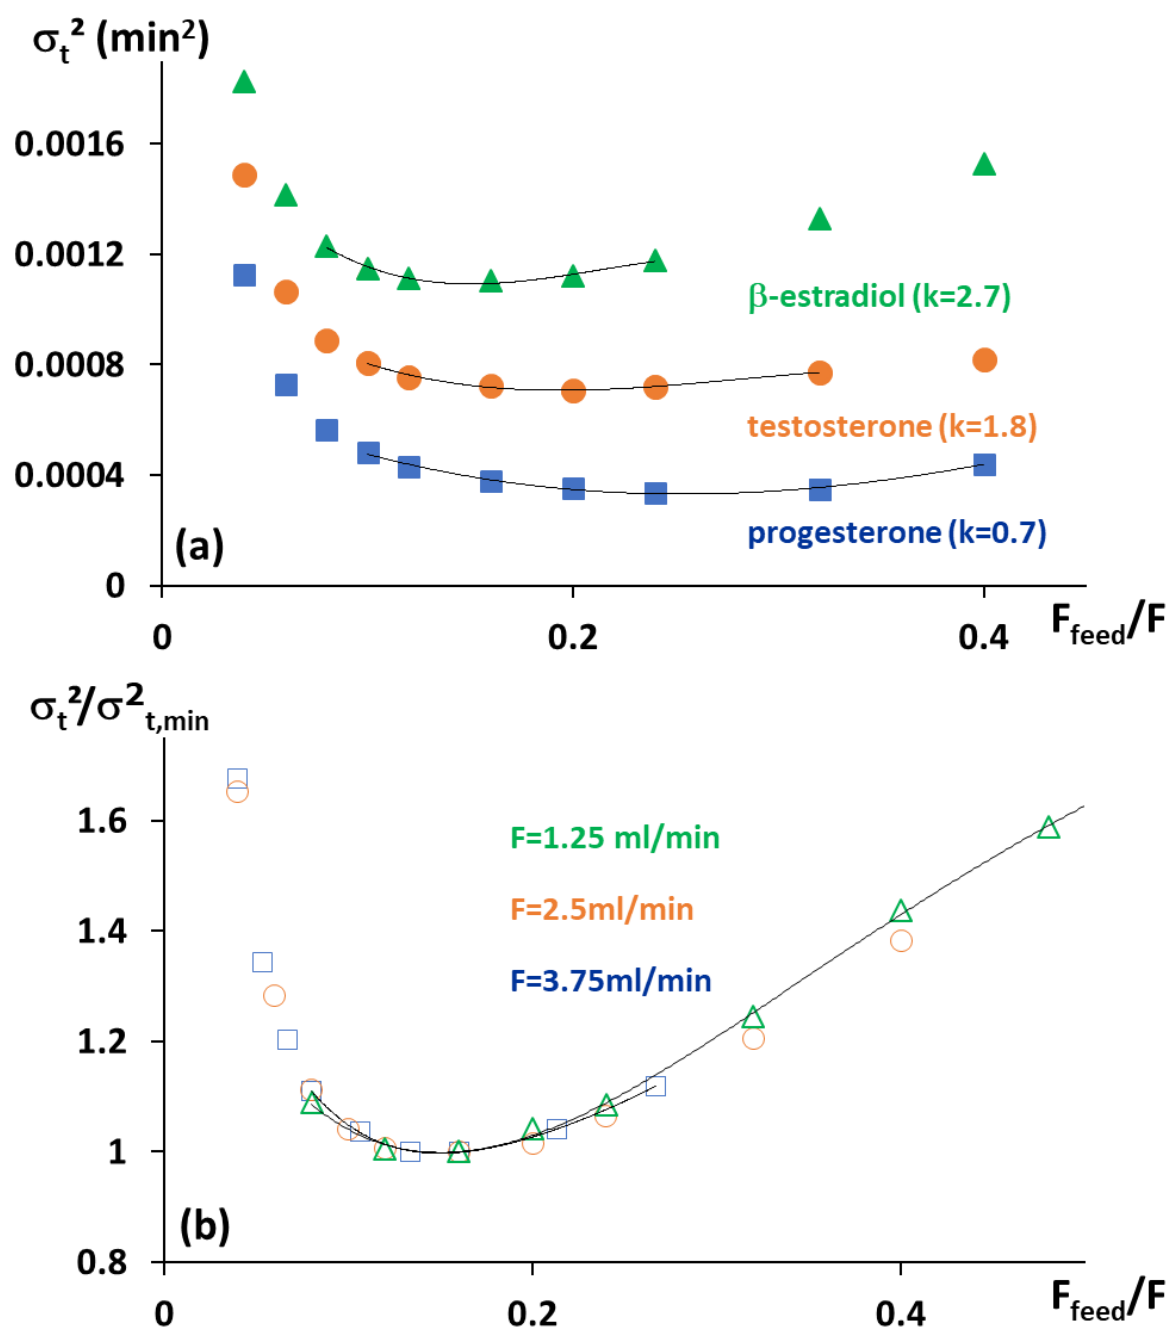 σt² (min²)
0.0016
0.0012
0.0008
0.0004
0
β-estradiol (k=2.7)
testosterone (k=1.8)
progesterone (k=0.7)
(a)
0 0.2 0.4 Ffeed/F
σt²/σ²t,min
1.6
1.4
1.2
1
0.8
F=1.25 ml/min
F=2.5ml/min
F=3.75ml/min
(b)
0 0.2 0.4 Ffeed/F